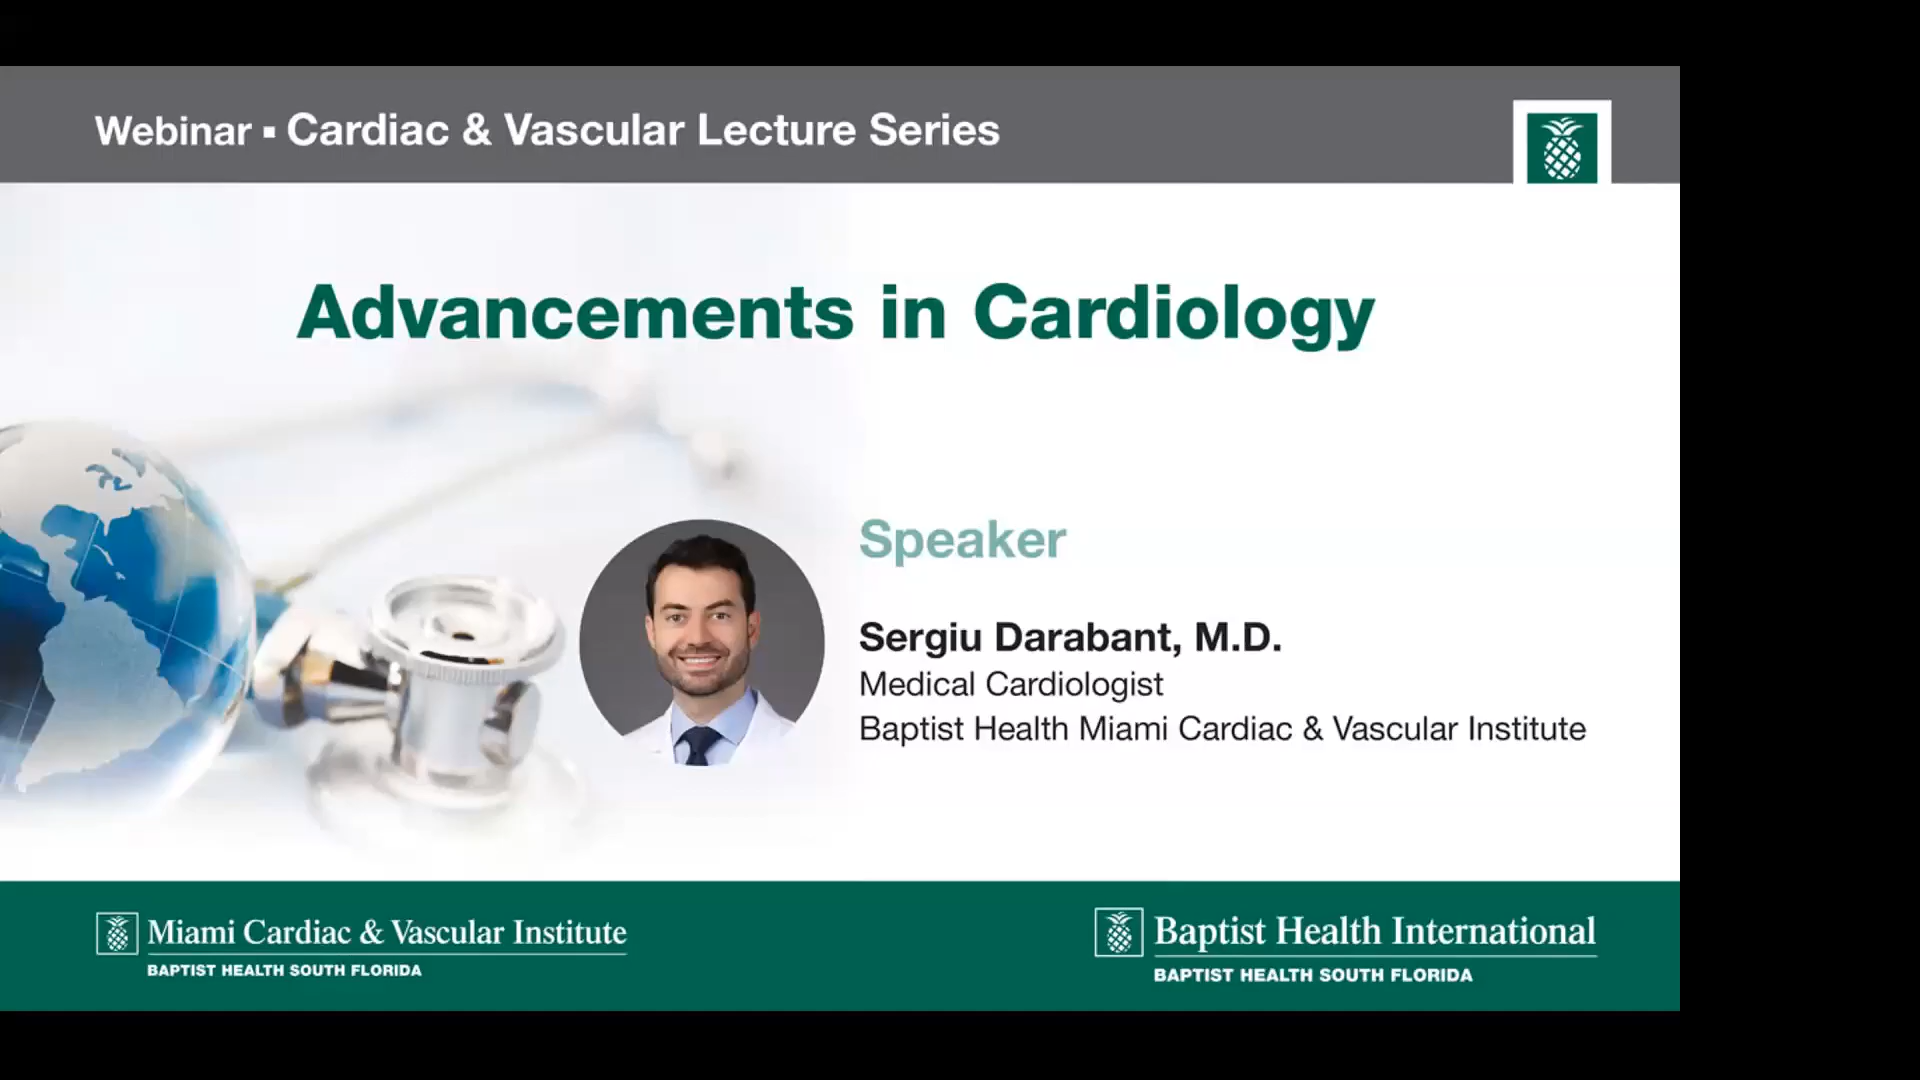 Webinar ▪ Cardiac & Vascular Lecture Series
Advancements in Cardiology
Speaker
Sergiu Darabant, M.D.
Medical Cardiologist
Baptist Health Miami Cardiac & Vascular Institute
Miami Cardiac & Vascular Institute
BAPTIST HEALTH SOUTH FLORIDA
Baptist Health International
BAPTIST HEALTH SOUTH FLORIDA